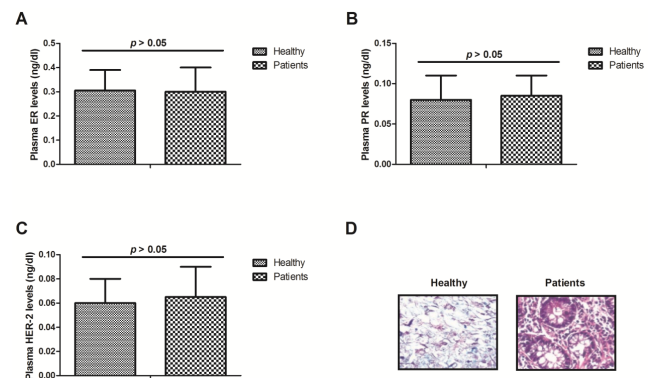 A
Plasma ER levels (ng/dl)
0.5
0.4
0.3
0.2
0.1
0.0
p > 0.05
Healthy
Patients
B
Plasma PR levels (ng/dl)
0.15
0.10
0.05
0.00
p > 0.05
Healthy
Patients
C
Plasma HER-2 levels (ng/dl)
0.10
0.08
0.06
0.04
0.02
0.00
p > 0.05
Healthy
Patients
D
Healthy
Patients